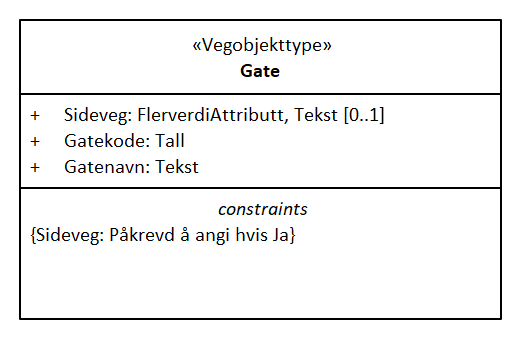 «Vegobjekttype»
Gate
+ Sideveg: FlerverdiAttributt, Tekst [0..1]
+ Gatekode: Tall
+ Gatenavn: Tekst
constraints
{Sideveg: Påkrevd å angi hvis Ja}